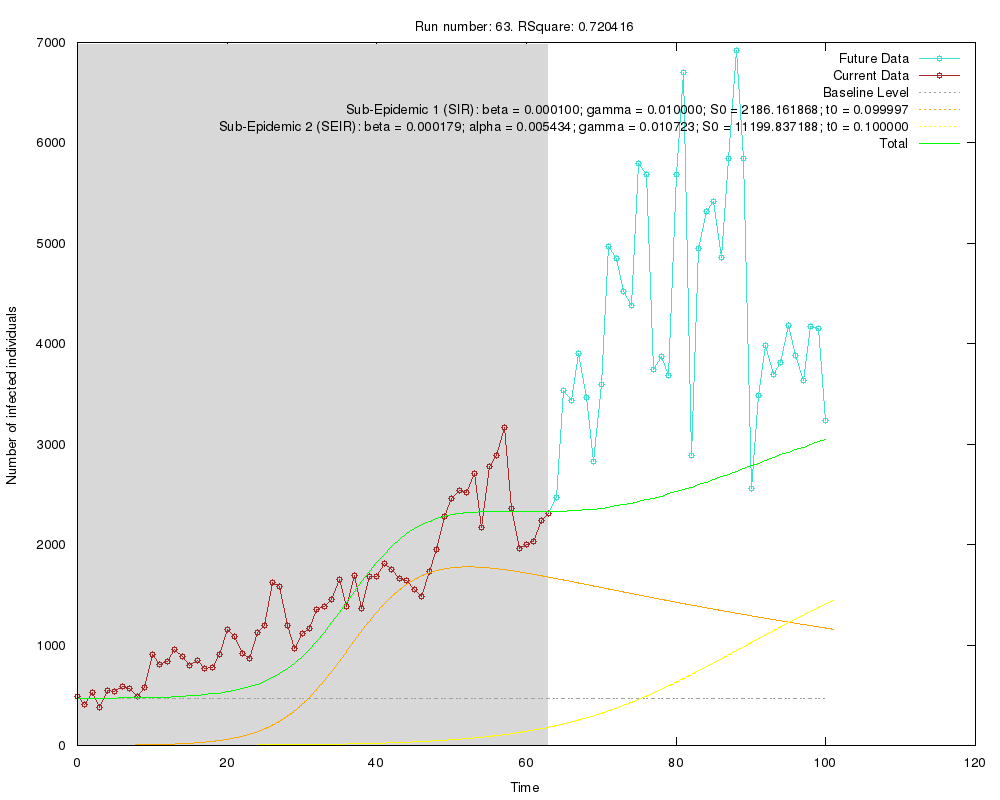 Run number: 63. RSquare: 0.720416
Future Data
Current Data
Baseline Level
Sub-Epidemic 1 (SIR): beta = 0.000100; gamma = 0.010000; S0 = 2186.161868; t0 = 0.099997
Sub-Epidemic 2 (SEIR): beta = 0.000179; alpha = 0.005434; gamma = 0.010723; S0 = 11199.837188; t0 = 0.100000
Total
Number of infected individuals
7000
6000
5000
4000
3000
2000
1000
0
0 20 40 60 80 100 120
Time